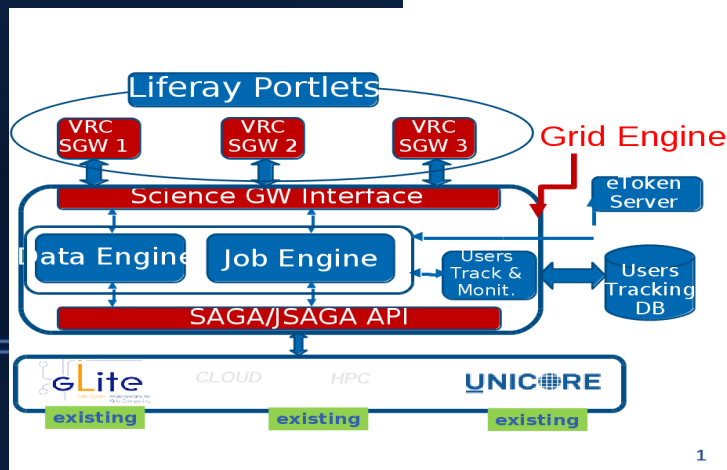 Liferay Portlets
VRC
SGW 1
VRC
SGW 2
VRC
SGW 3
Grid Engine
Science GW Interface
eToken
Server
Data Engine
Job Engine
Users
Track &
Monit.
Users
Tracking
DB
SAGA/JSAGA API
gLite
CLOUD
HPC
UNICORE
existing
existing
existing
1